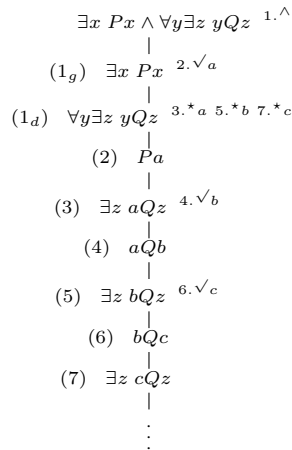 ∃x Px ∧ ∀y∃z yQz 1.∧
(1g) ∃x Px 2.√a
(1d) ∀y∃z yQz 3.⋆a 5.⋆b 7.⋆c
(2) Pa
(3) ∃z aQz 4.√b
(4) aQb
(5) ∃z bQz 6.√c
(6) bQc
(7) ∃z cQz
⋮